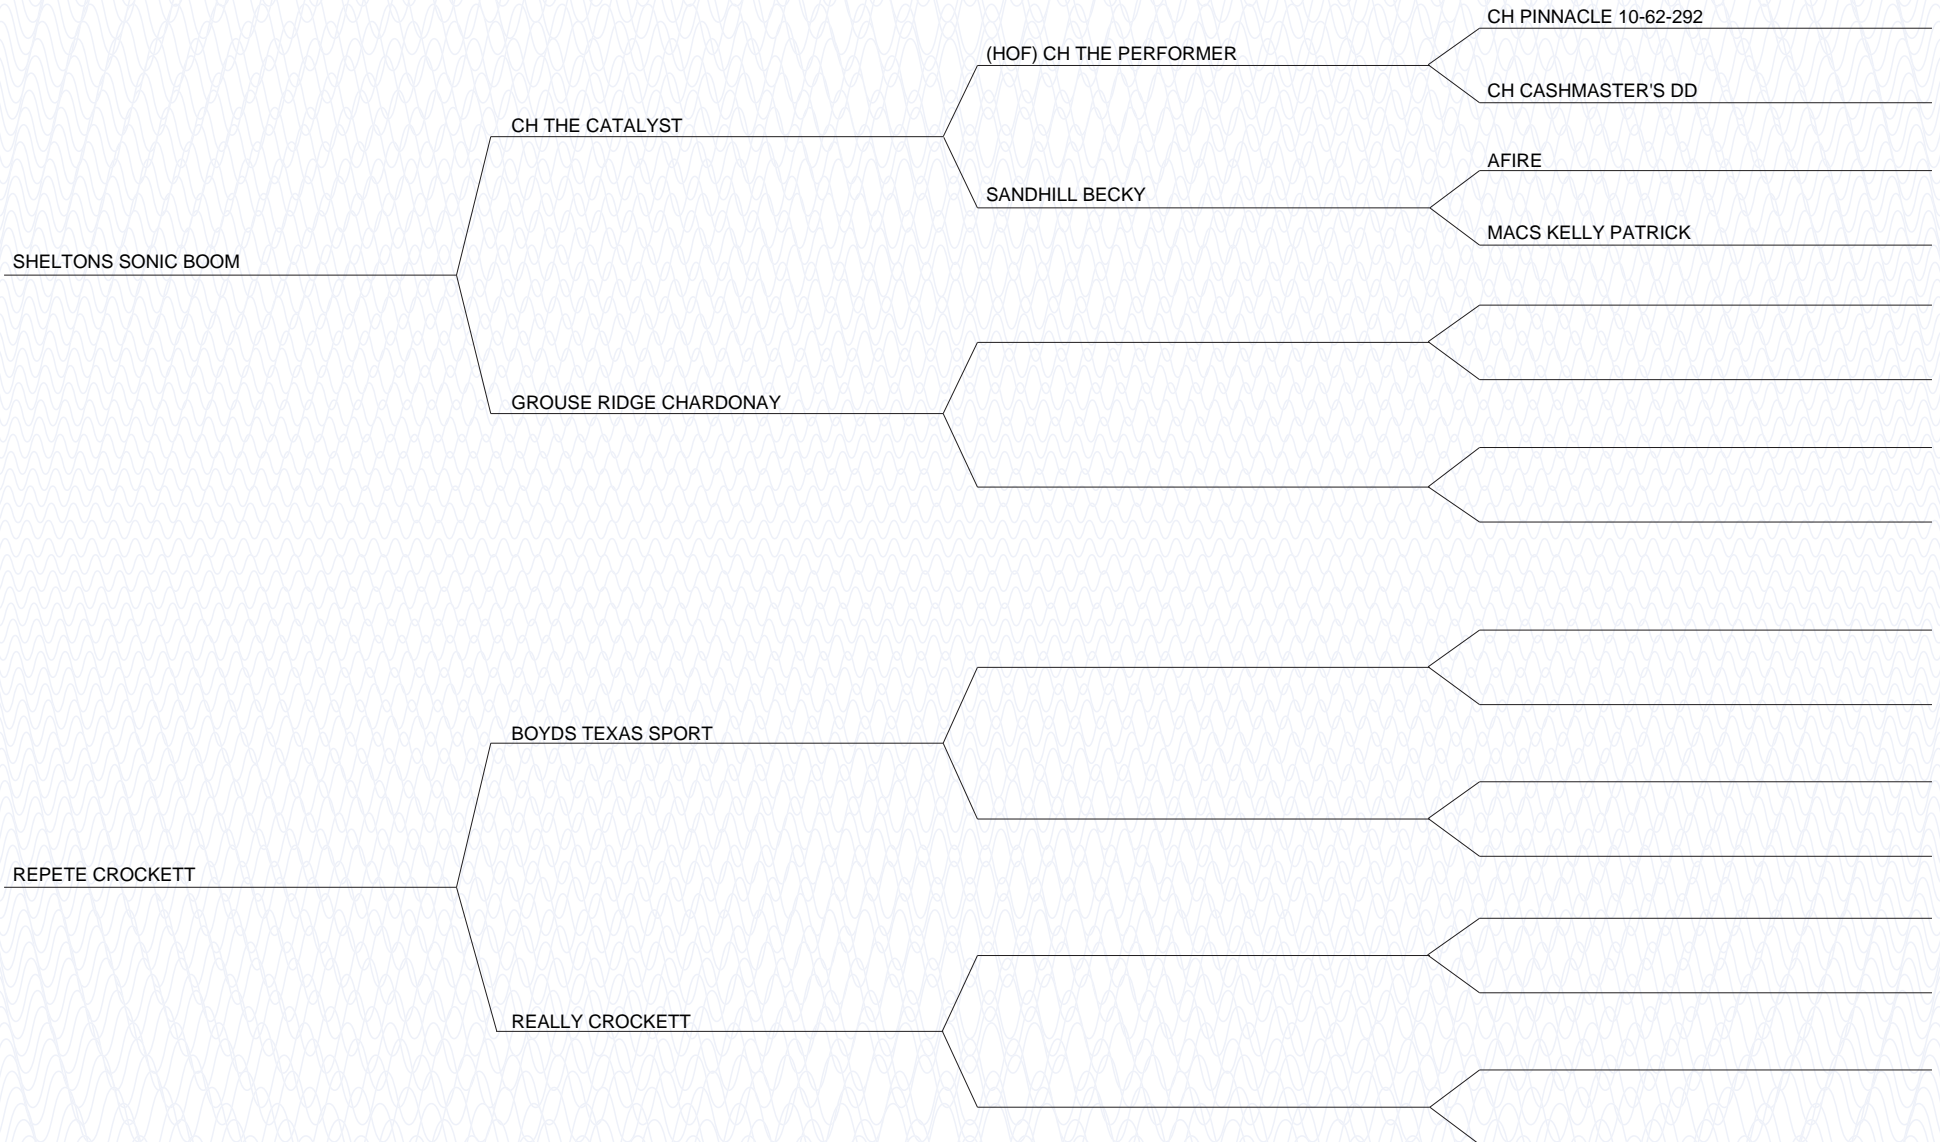 CH PINNACLE 10-62-292
(HOF) CH THE PERFORMER
CH CASHMASTER'S DD
CH THE CATALYST
AFIRE
SANDHILL BECKY
MACS KELLY PATRICK
SHELTONS SONIC BOOM
GROUSE RIDGE CHARDONAY
BOYDS TEXAS SPORT
REPETE CROCKETT
REALLY CROCKETT